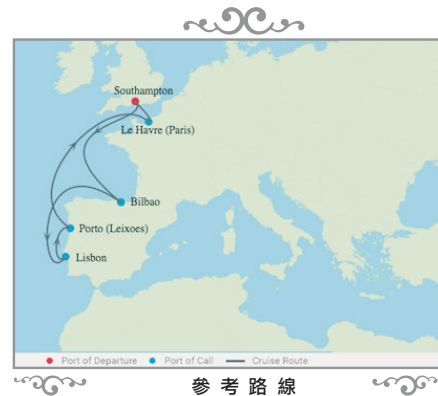 Southampton
Le Havre (Paris)
Bilbao
Porto (Leixoes)
Lisbon
Port of Departure Port of Call Cruise Route
參考路線